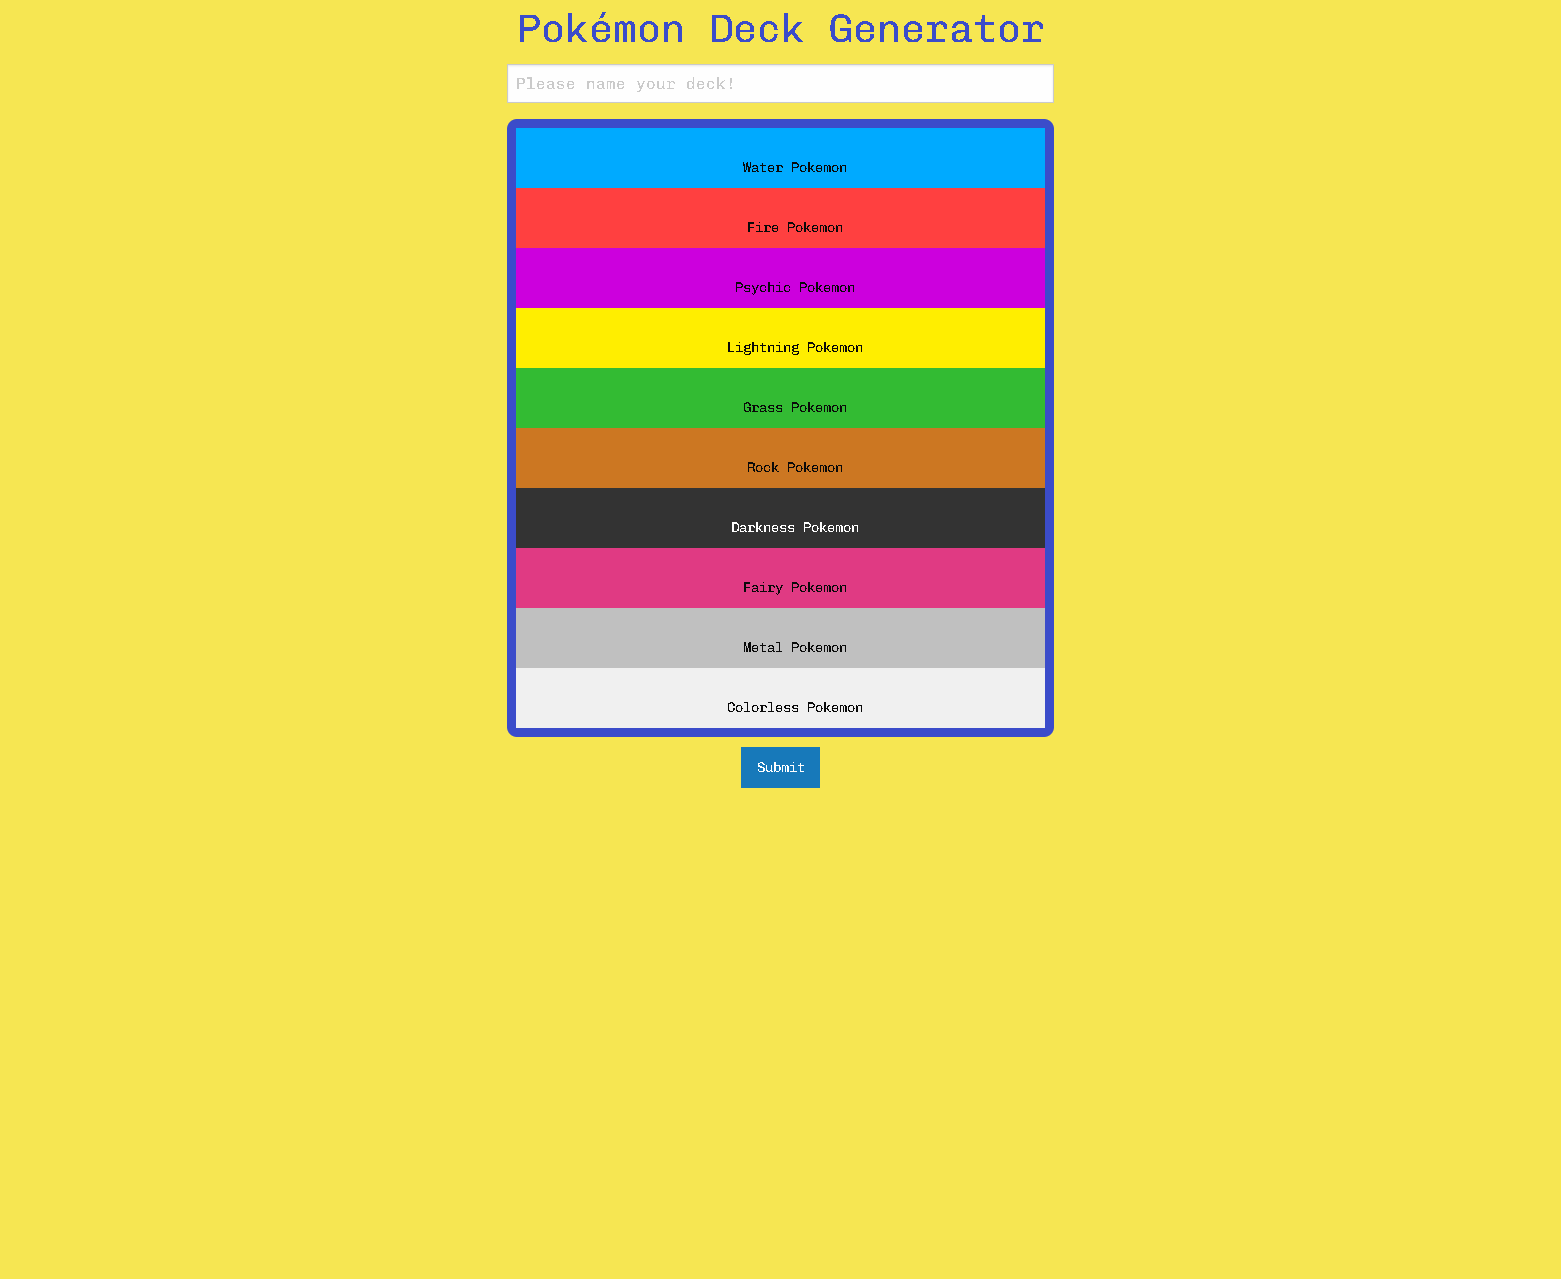 Pokémon Deck Generator
Please name your deck!
Water Pokemon
Fire Pokemon
Psychic Pokemon
Lightning Pokemon
Grass Pokemon
Rock Pokemon
Darkness Pokemon
Fairy Pokemon
Metal Pokemon
Colorless Pokemon
Submit